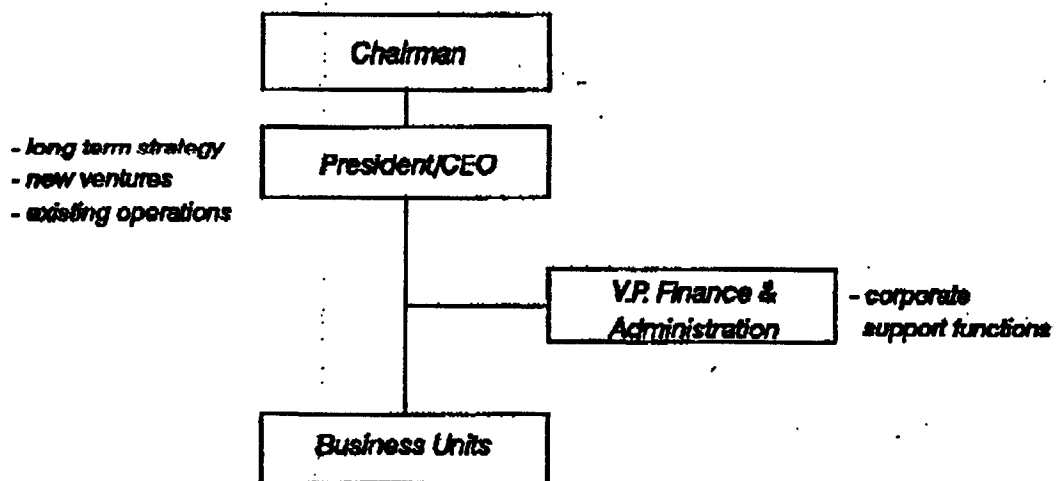 Chairman
- long term strategy
- new ventures
- existing operations
President/CEO
V.P. Finance &
Administration
- corporate
support functions
Business Units